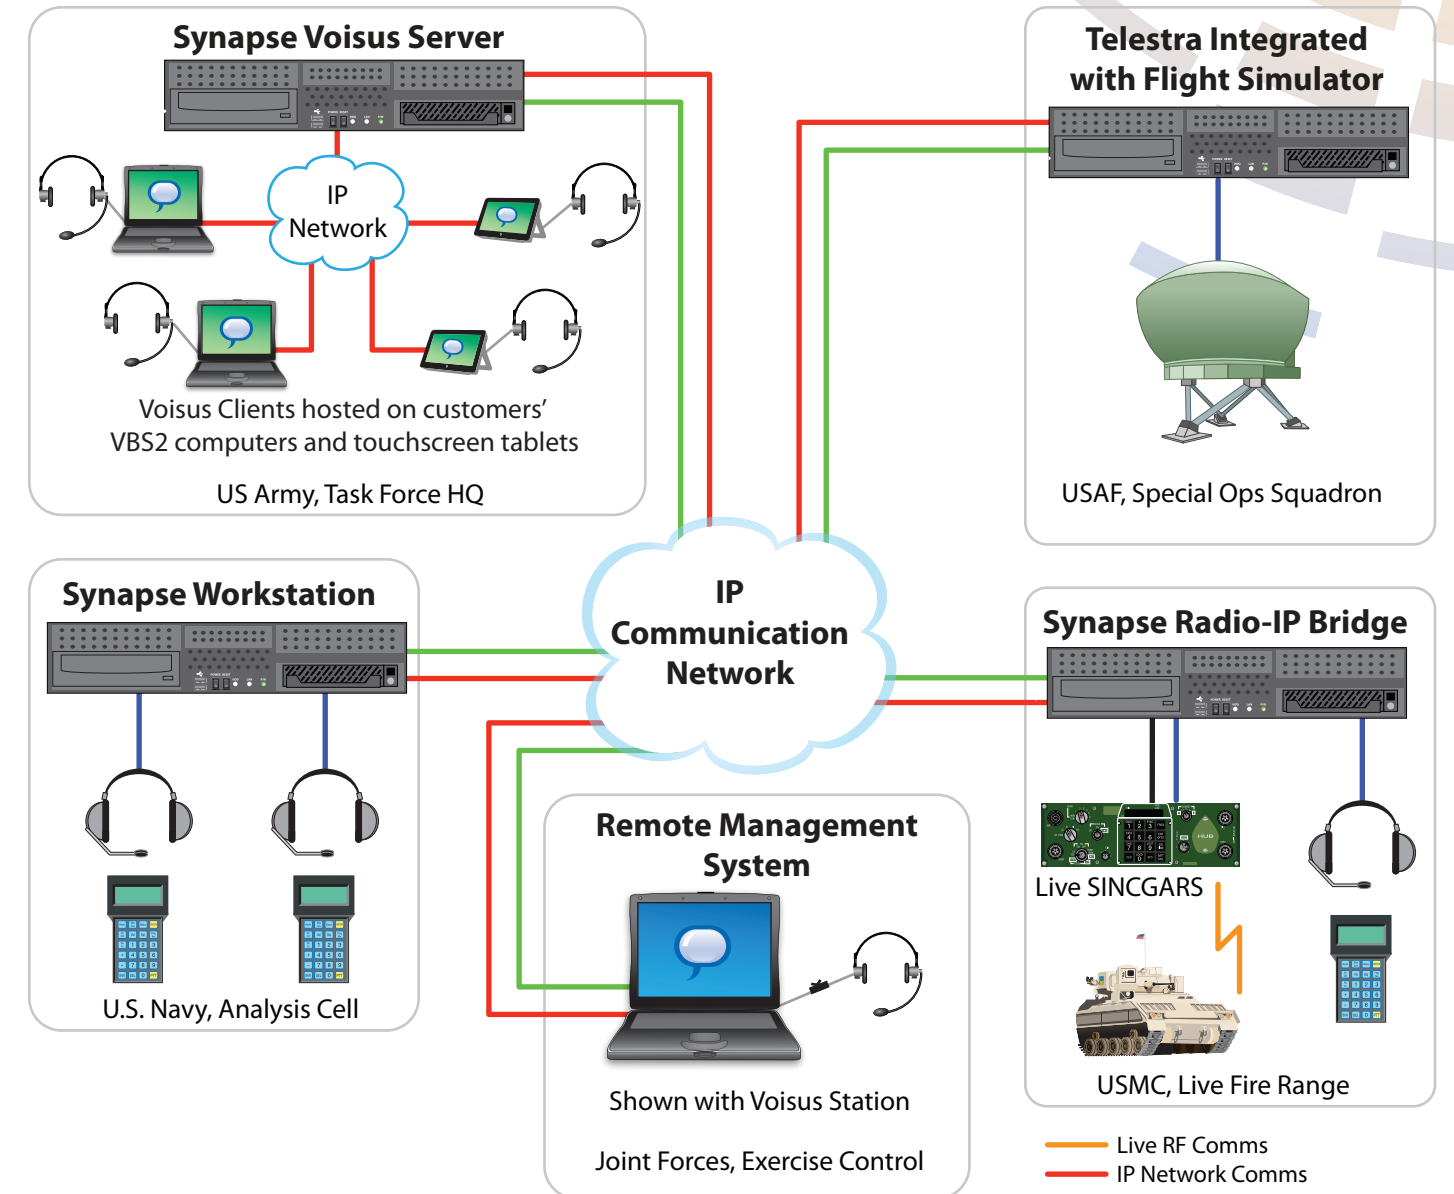 Synapse Voisus Server
IP
Network
Voisus Clients hosted on customers’
VBS2 computers and touchscreen tablets
US Army, Task Force HQ
Telestra Integrated
with Flight Simulator
USAF, Special Ops Squadron
Synapse Workstation
U.S. Navy, Analysis Cell
IP
Communication
Network
Synapse Radio-IP Bridge
Live SINCGARS
USMC, Live Fire Range
Remote Management
System
Shown with Voisus Station
Joint Forces, Exercise Control
Live RF Comms
IP Network Comms